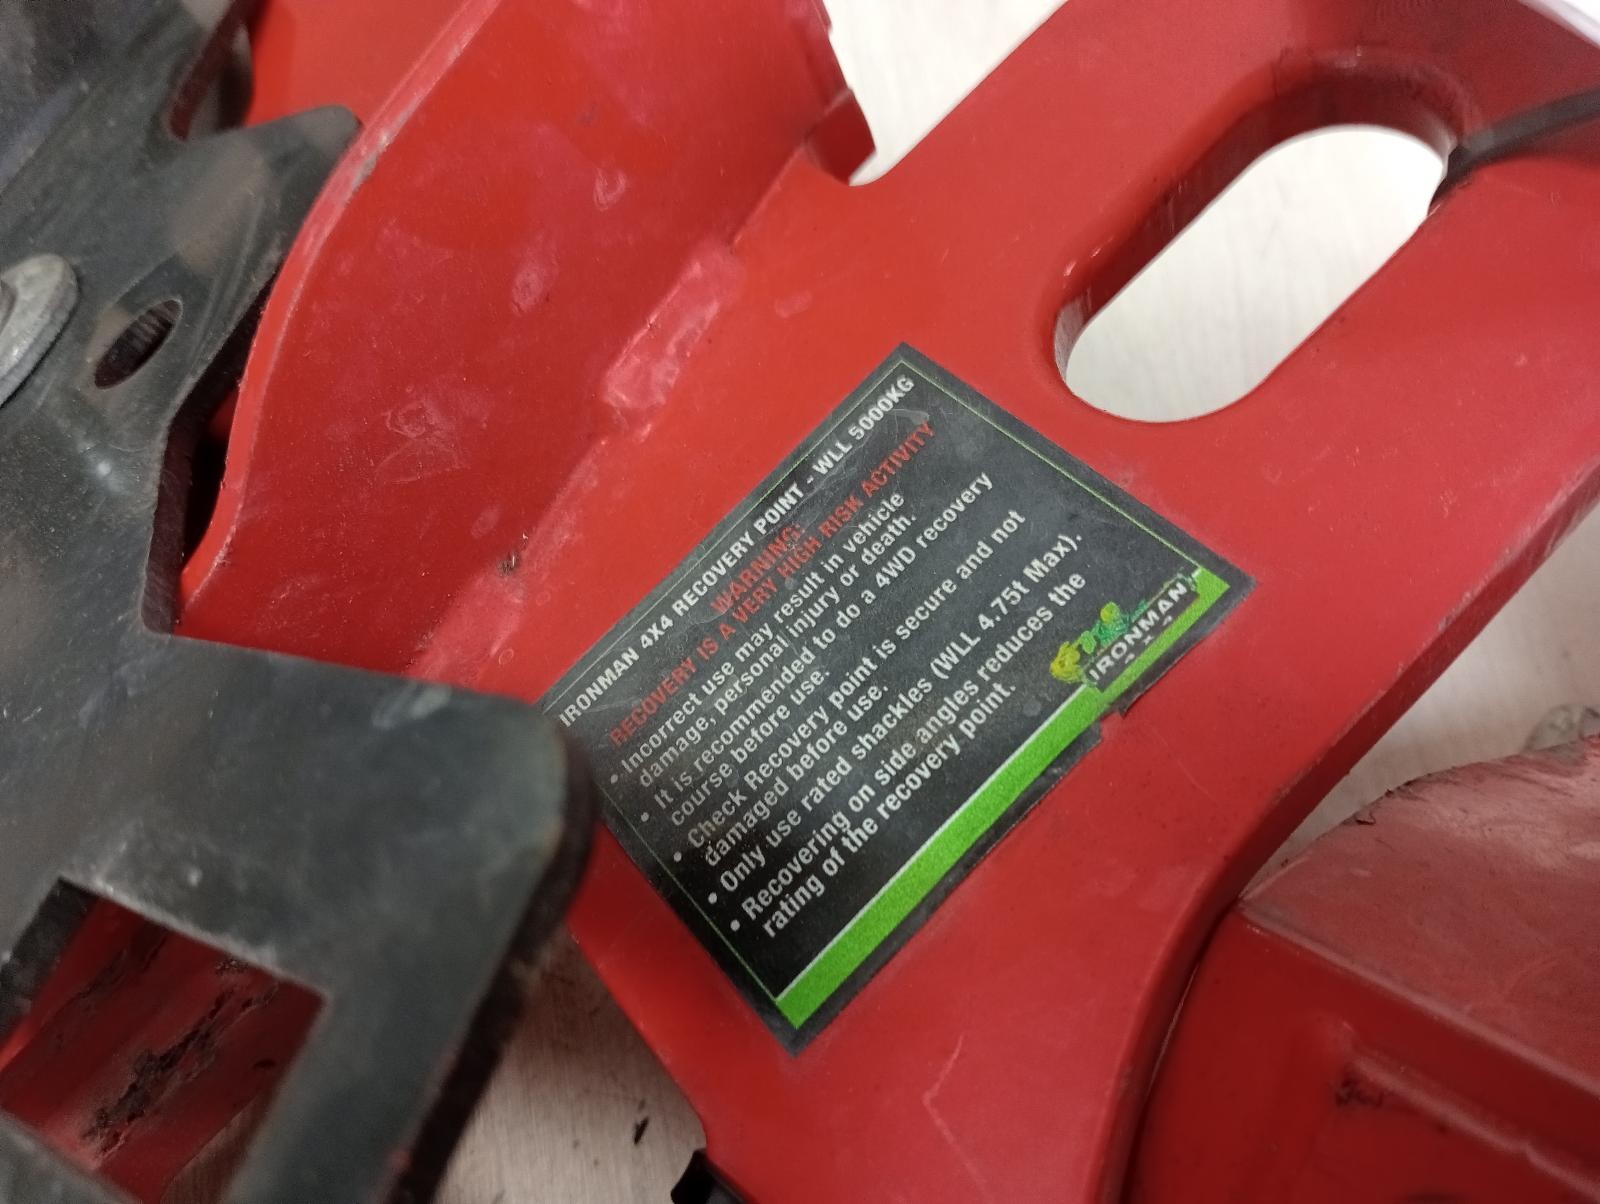 IRONMAN 4X4 RECOVERY POINT - WLL 5000KG
WARNING:
RECOVERY IS A VERY HIGH RISK ACTIVITY
• Incorrect use may result in vehicle
damage, personal injury or death.
• It is recommended to do a 4WD recovery
course before use.
• Check Recovery point is secure and not
damaged before use.
• Only use rated shackles (WLL 4.75t Max).
• Recovering on side angles reduces the
rating of the recovery point.
IRONMAN
4 x 4